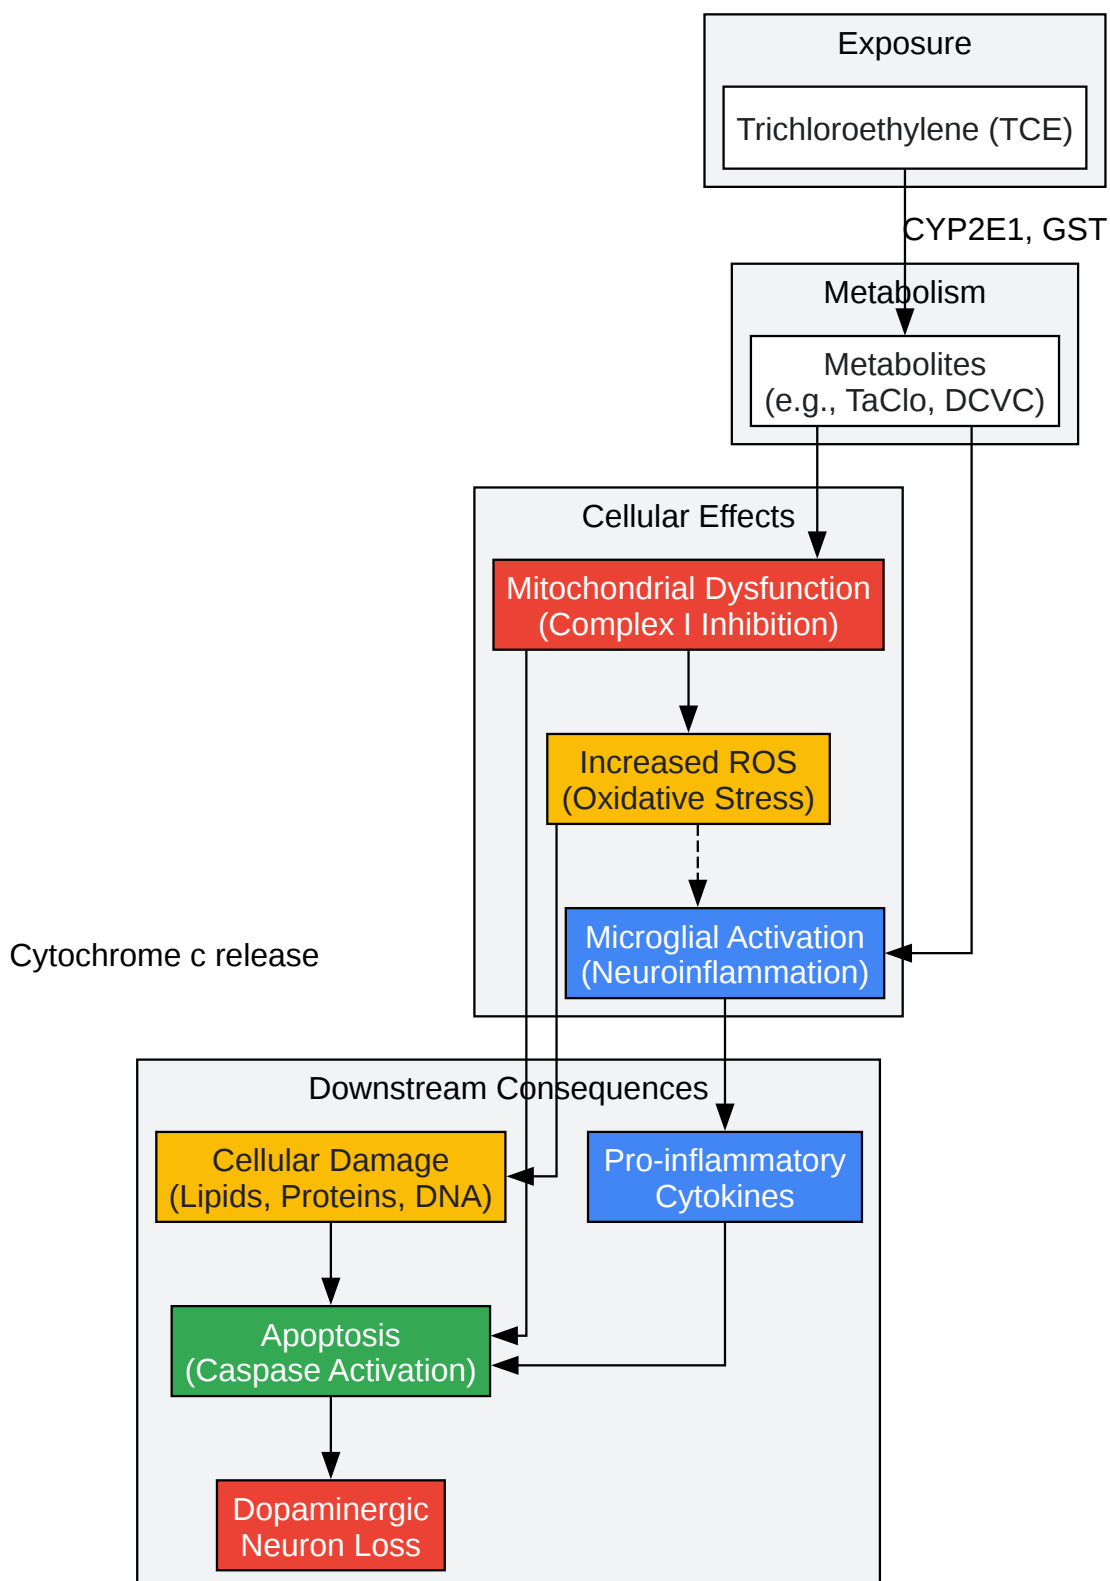 Exposure
Trichloroethylene (TCE)
CYP2E1, GST
Metabolism
Metabolites
(e.g., TaClo, DCVC)
Cellular Effects
Mitochondrial Dysfunction
(Complex I Inhibition)
Increased ROS
(Oxidative Stress)
Microglial Activation
(Neuroinflammation)
Cytochrome c release
Downstream Consequences
Cellular Damage
(Lipids, Proteins, DNA)
Pro-inflammatory
Cytokines
Apoptosis
(Caspase Activation)
Dopaminergic
Neuron Loss